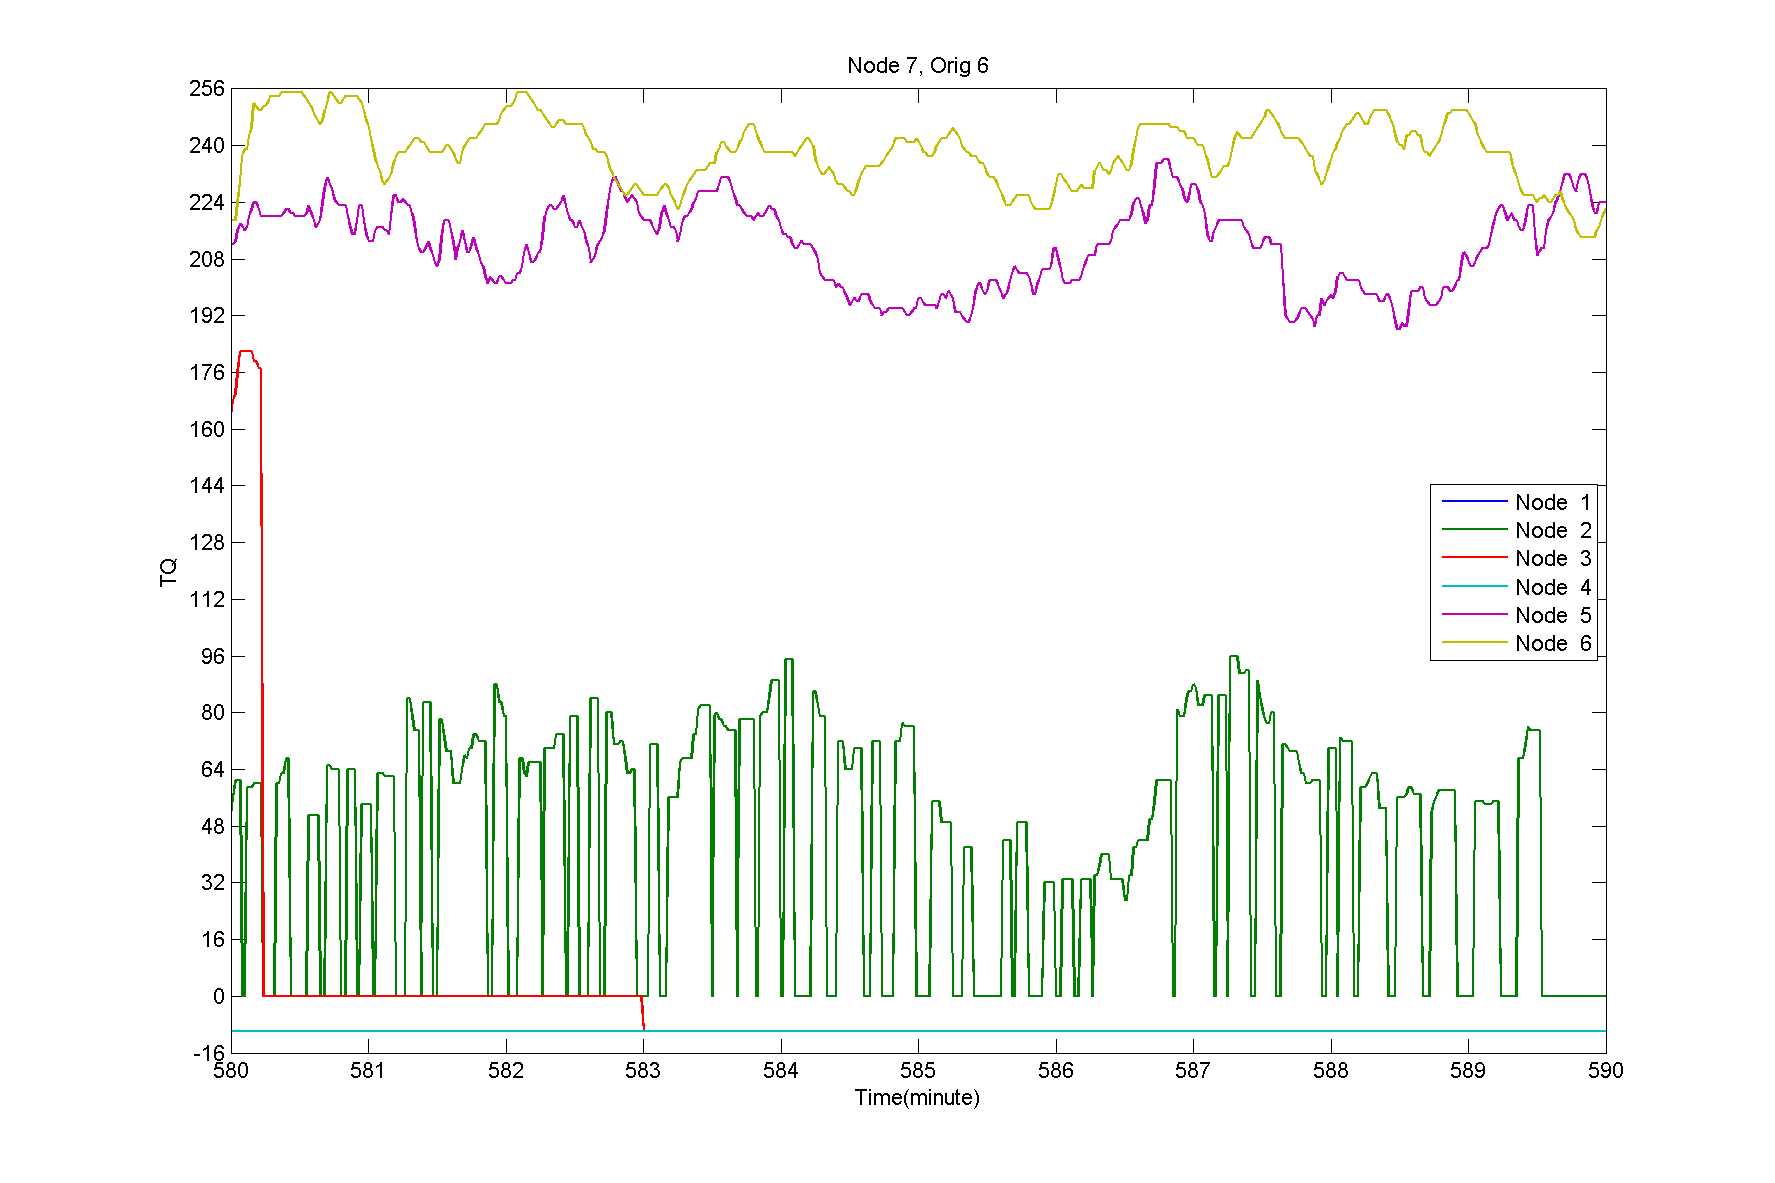 Node 7, Orig 6
256
240
224
208
192
176
160
144
128
112
96
80
64
48
32
16
0
-16
TQ
580 581 582 583 584 585 586 587 588 589 590
Time(minute)
Node 1
Node 2
Node 3
Node 4
Node 5
Node 6